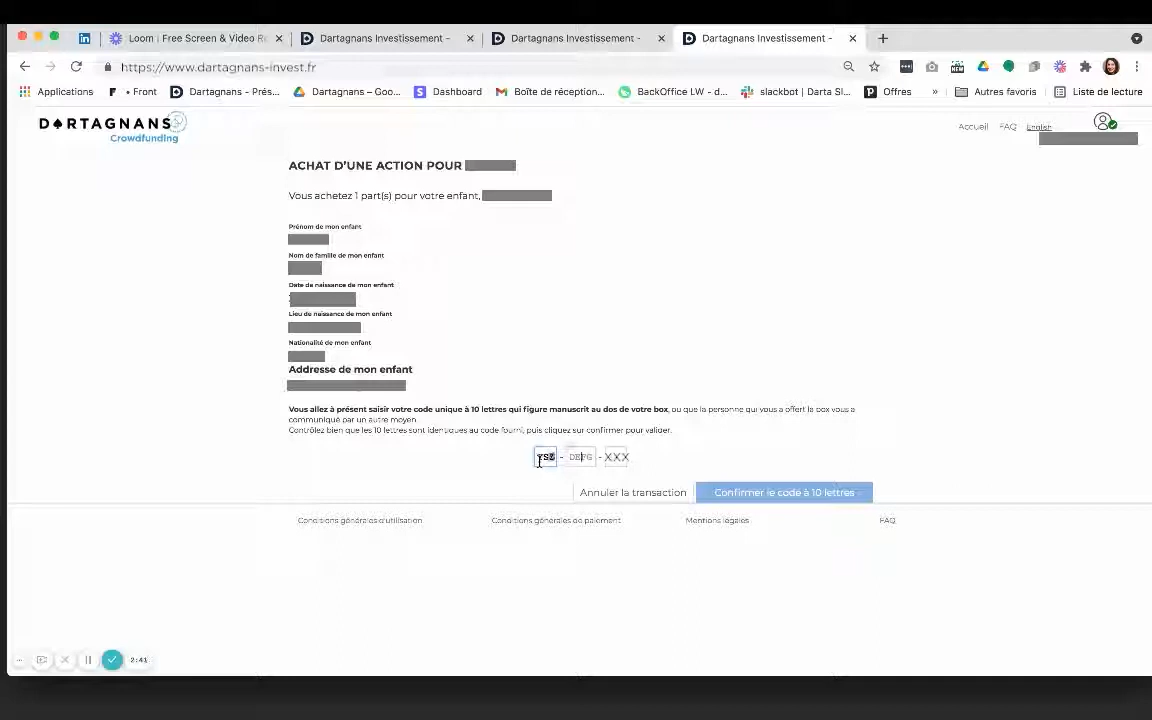 Loom | Free Screen & Video Re
Dartagnans Investissement -
Dartagnans Investissement -
Dartagnans Investissement -
https://www.dartagnans-invest.fr
Applications
• Front
Dartagnans - Prés...
Dartagnans – Goo...
Dashboard
Boîte de réception...
BackOffice LW - d...
slackbot | Darta Sl...
Offres
»
Autres favoris
Liste de lecture
DARTAGNANS
Crowdfunding
Accueil
FAQ
English
ACHAT D'UNE ACTION POUR
Vous achetez 1 part(s) pour votre enfant,
Prénom de mon enfant
Nom de famille de mon enfant
Date de naissance de mon enfant
Lieu de naissance de mon enfant
Nationalité de mon enfant
Addresse de mon enfant
Vous allez à présent saisir votre code unique à 10 lettres qui figure manuscrit au dos de votre box, ou que la personne qui vous a offert la box vous a
communiqué par un autre moyen.
Contrôlez bien que les 10 lettres sont identiques au code fourni, puis cliquez sur confirmer pour valider.
YSZ - DEFG - XXX
Annuler la transaction
Confirmer le code à 10 lettres
Conditions générales d'utilisation
Conditions générales de paiement
Mentions légales
FAQ
2:41